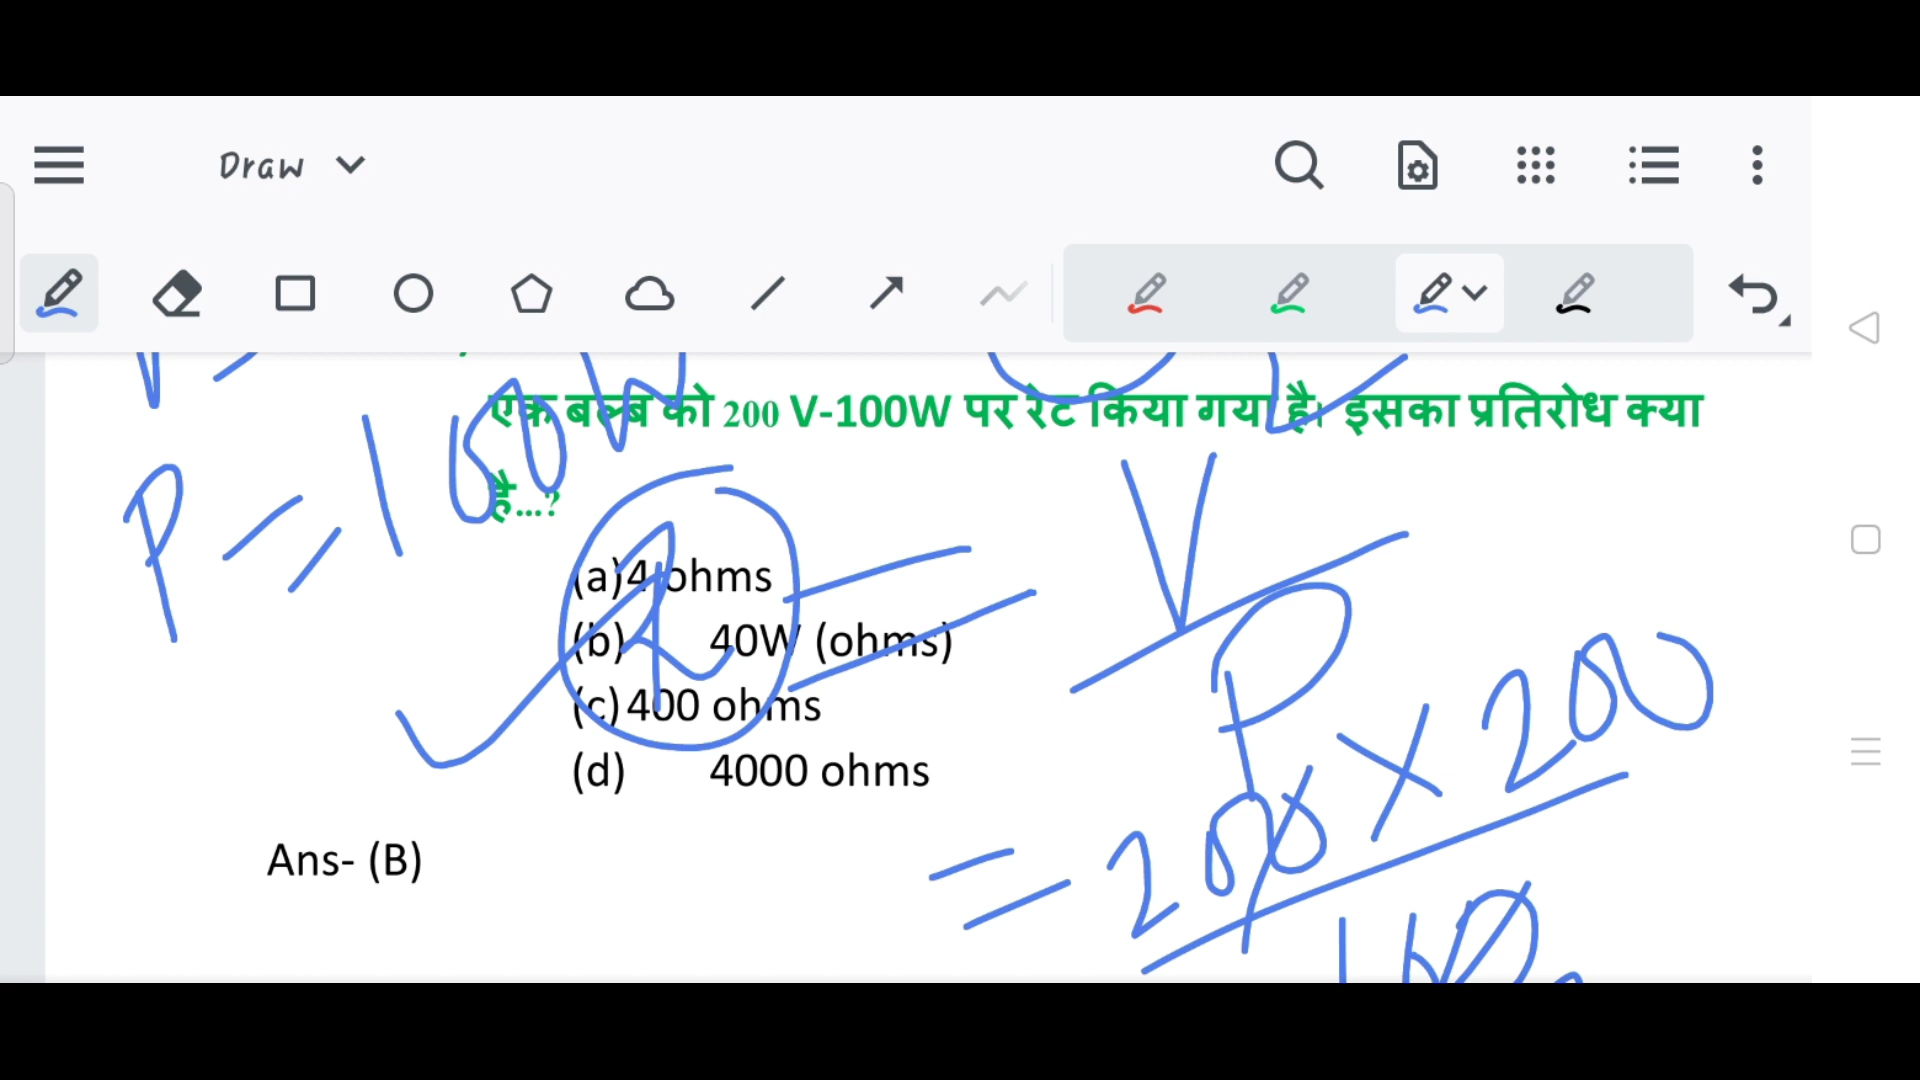 Draw
एक बल्ब को 200 V-100W पर रेट किया गया है। इसका प्रतिरोध क्या
है...?
P = 100W
(a) 4 ohms
(b) 40W (ohms)
(c) 400 ohms
(d) 4000 ohms
Ans- (B)
R = V
P
= 200 × 200
100